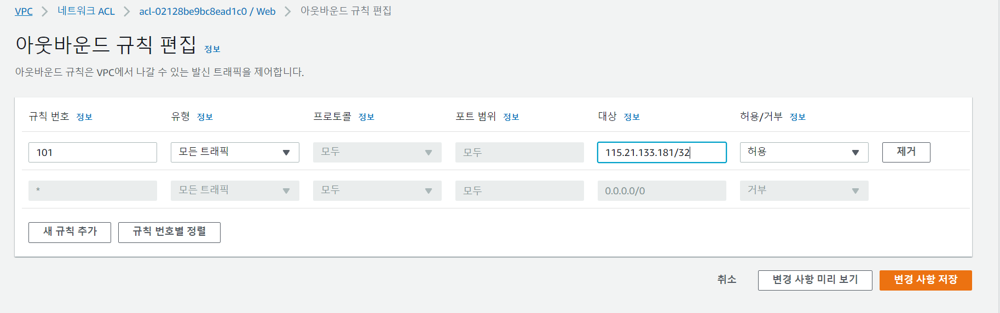 VPC > 네트워크 ACL > acl-02128be9bc8ead1c0 / Web > 아웃바운드 규칙 편집
아웃바운드 규칙 편집 정보
아웃바운드 규칙은 VPC에서 나갈 수 있는 발신 트래픽을 제어합니다.
규칙 번호 정보 유형 정보 프로토콜 정보 포트 범위 정보 대상 정보 허용/거부 정보
101 모든 트래픽 모두 모두 115.21.133.181/32 허용 제거
* 모든 트래픽 모두 모두 0.0.0.0/0 거부
새 규칙 추가 규칙 번호별 정렬
취소 변경 사항 미리 보기 변경 사항 저장